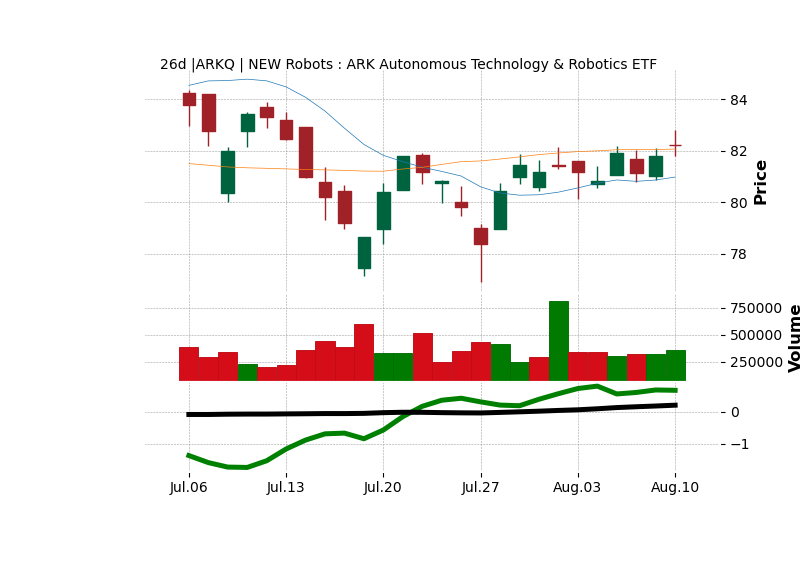 26d |ARKQ | NEW Robots : ARK Autonomous Technology & Robotics ETF
84
82
80
78
Price
750000
500000
250000
Volume
0
−1
Jul.06 Jul.13 Jul.20 Jul.27 Aug.03 Aug.10